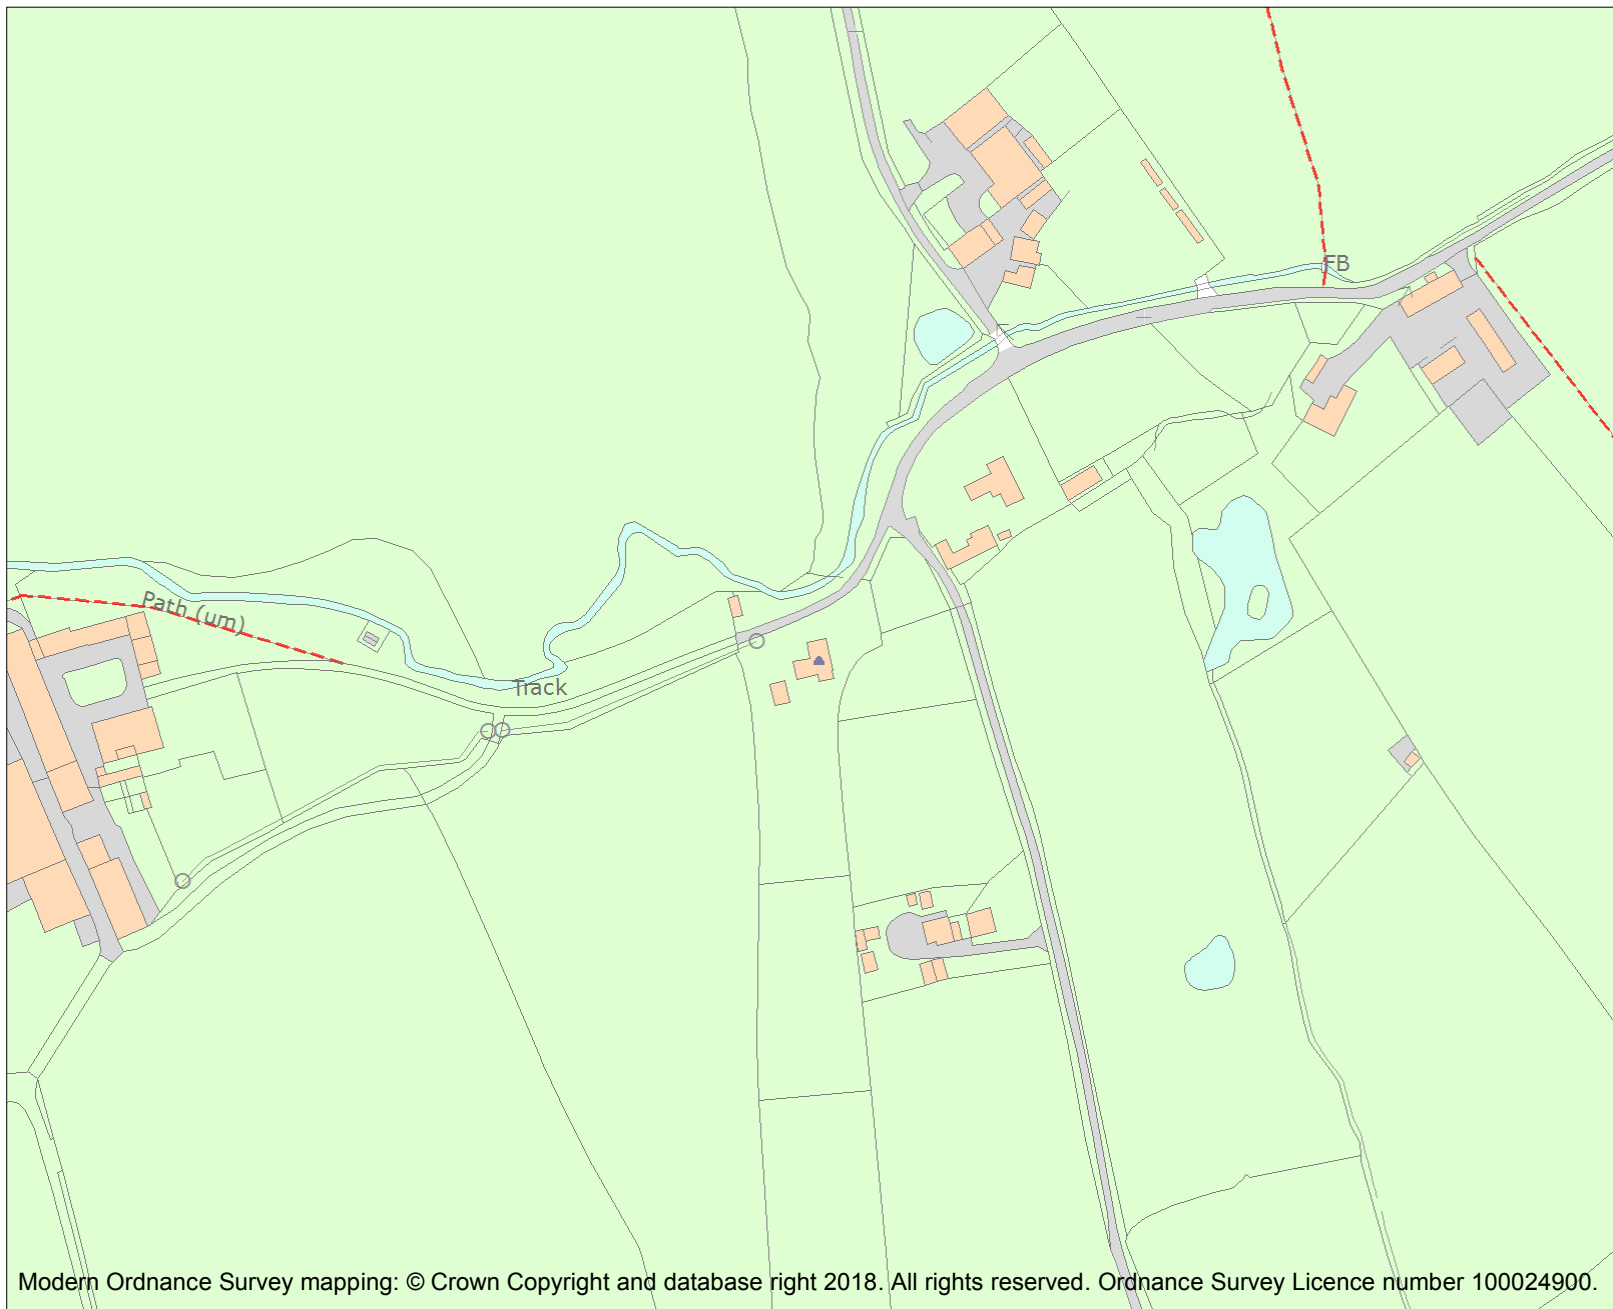 FB
Path (um)
Track
Modern Ordnance Survey mapping: © Crown Copyright and database right 2018. All rights reserved. Ordnance Survey Licence number 100024900.